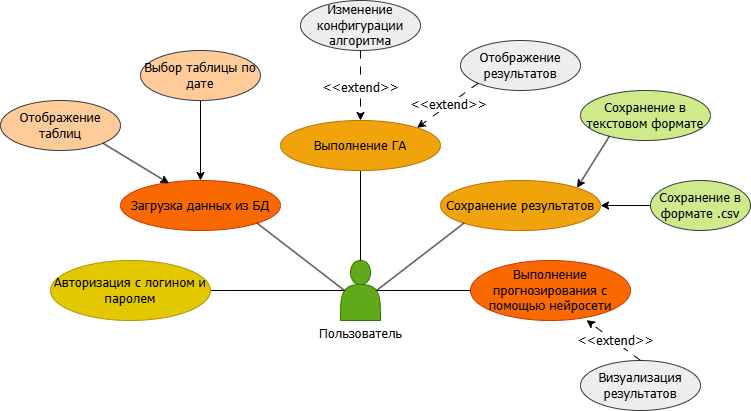 Изменение
конфигурации
алгоритма
Выбор таблицы по
дате
Отображение
результатов
<<extend>>
<<extend>>
Отображение
таблиц
Сохранение в
текстовом формате
Выполнение ГА
Загрузка данных из БД
Сохранение результатов
Сохранение в
формате .csv
Авторизация с логином и
паролем
Выполнение
прогнозирования с
помощью нейросети
Пользователь
<<extend>>
Визуализация
результатов